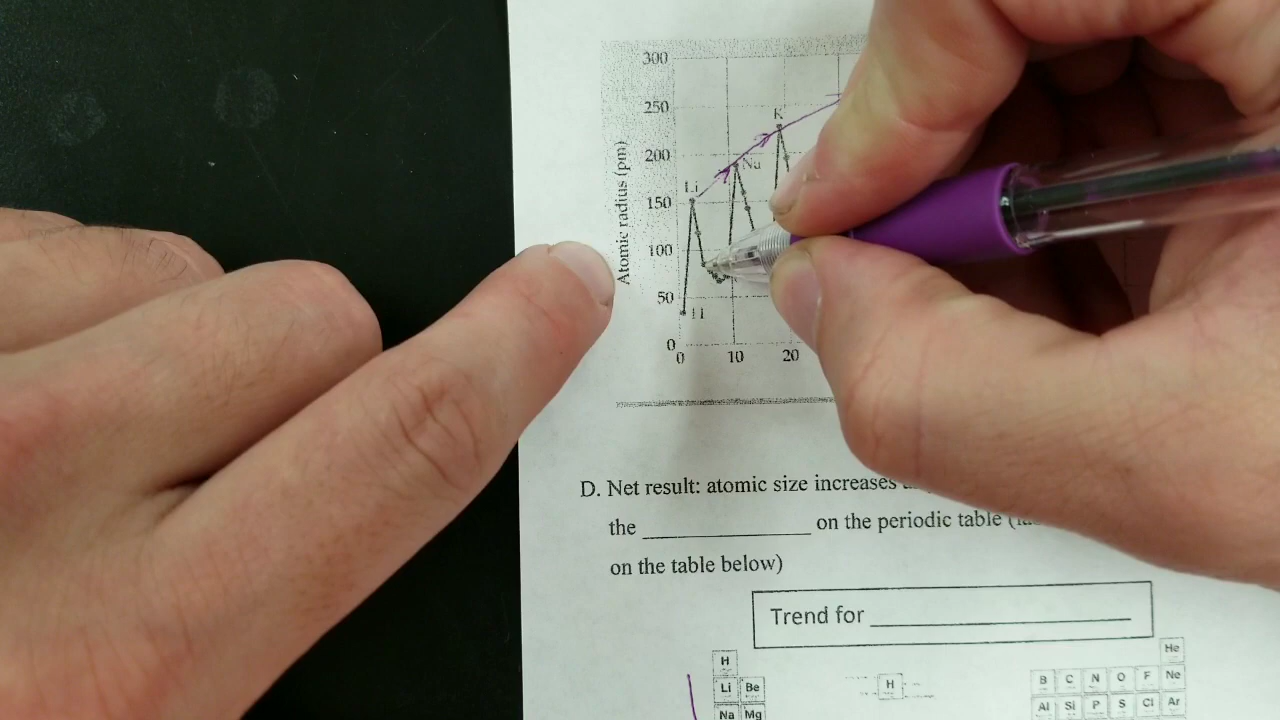 300
250
K
200
Na
Li
150
Atomic radius (pm)
100
50
H
0
0 10 20
D. Net result: atomic size increases
the ____________ on the periodic table
on the table below)
Trend for ____________________
H He
Li Be H B C N O F Ne
Na Mg Al Si P S Cl Ar